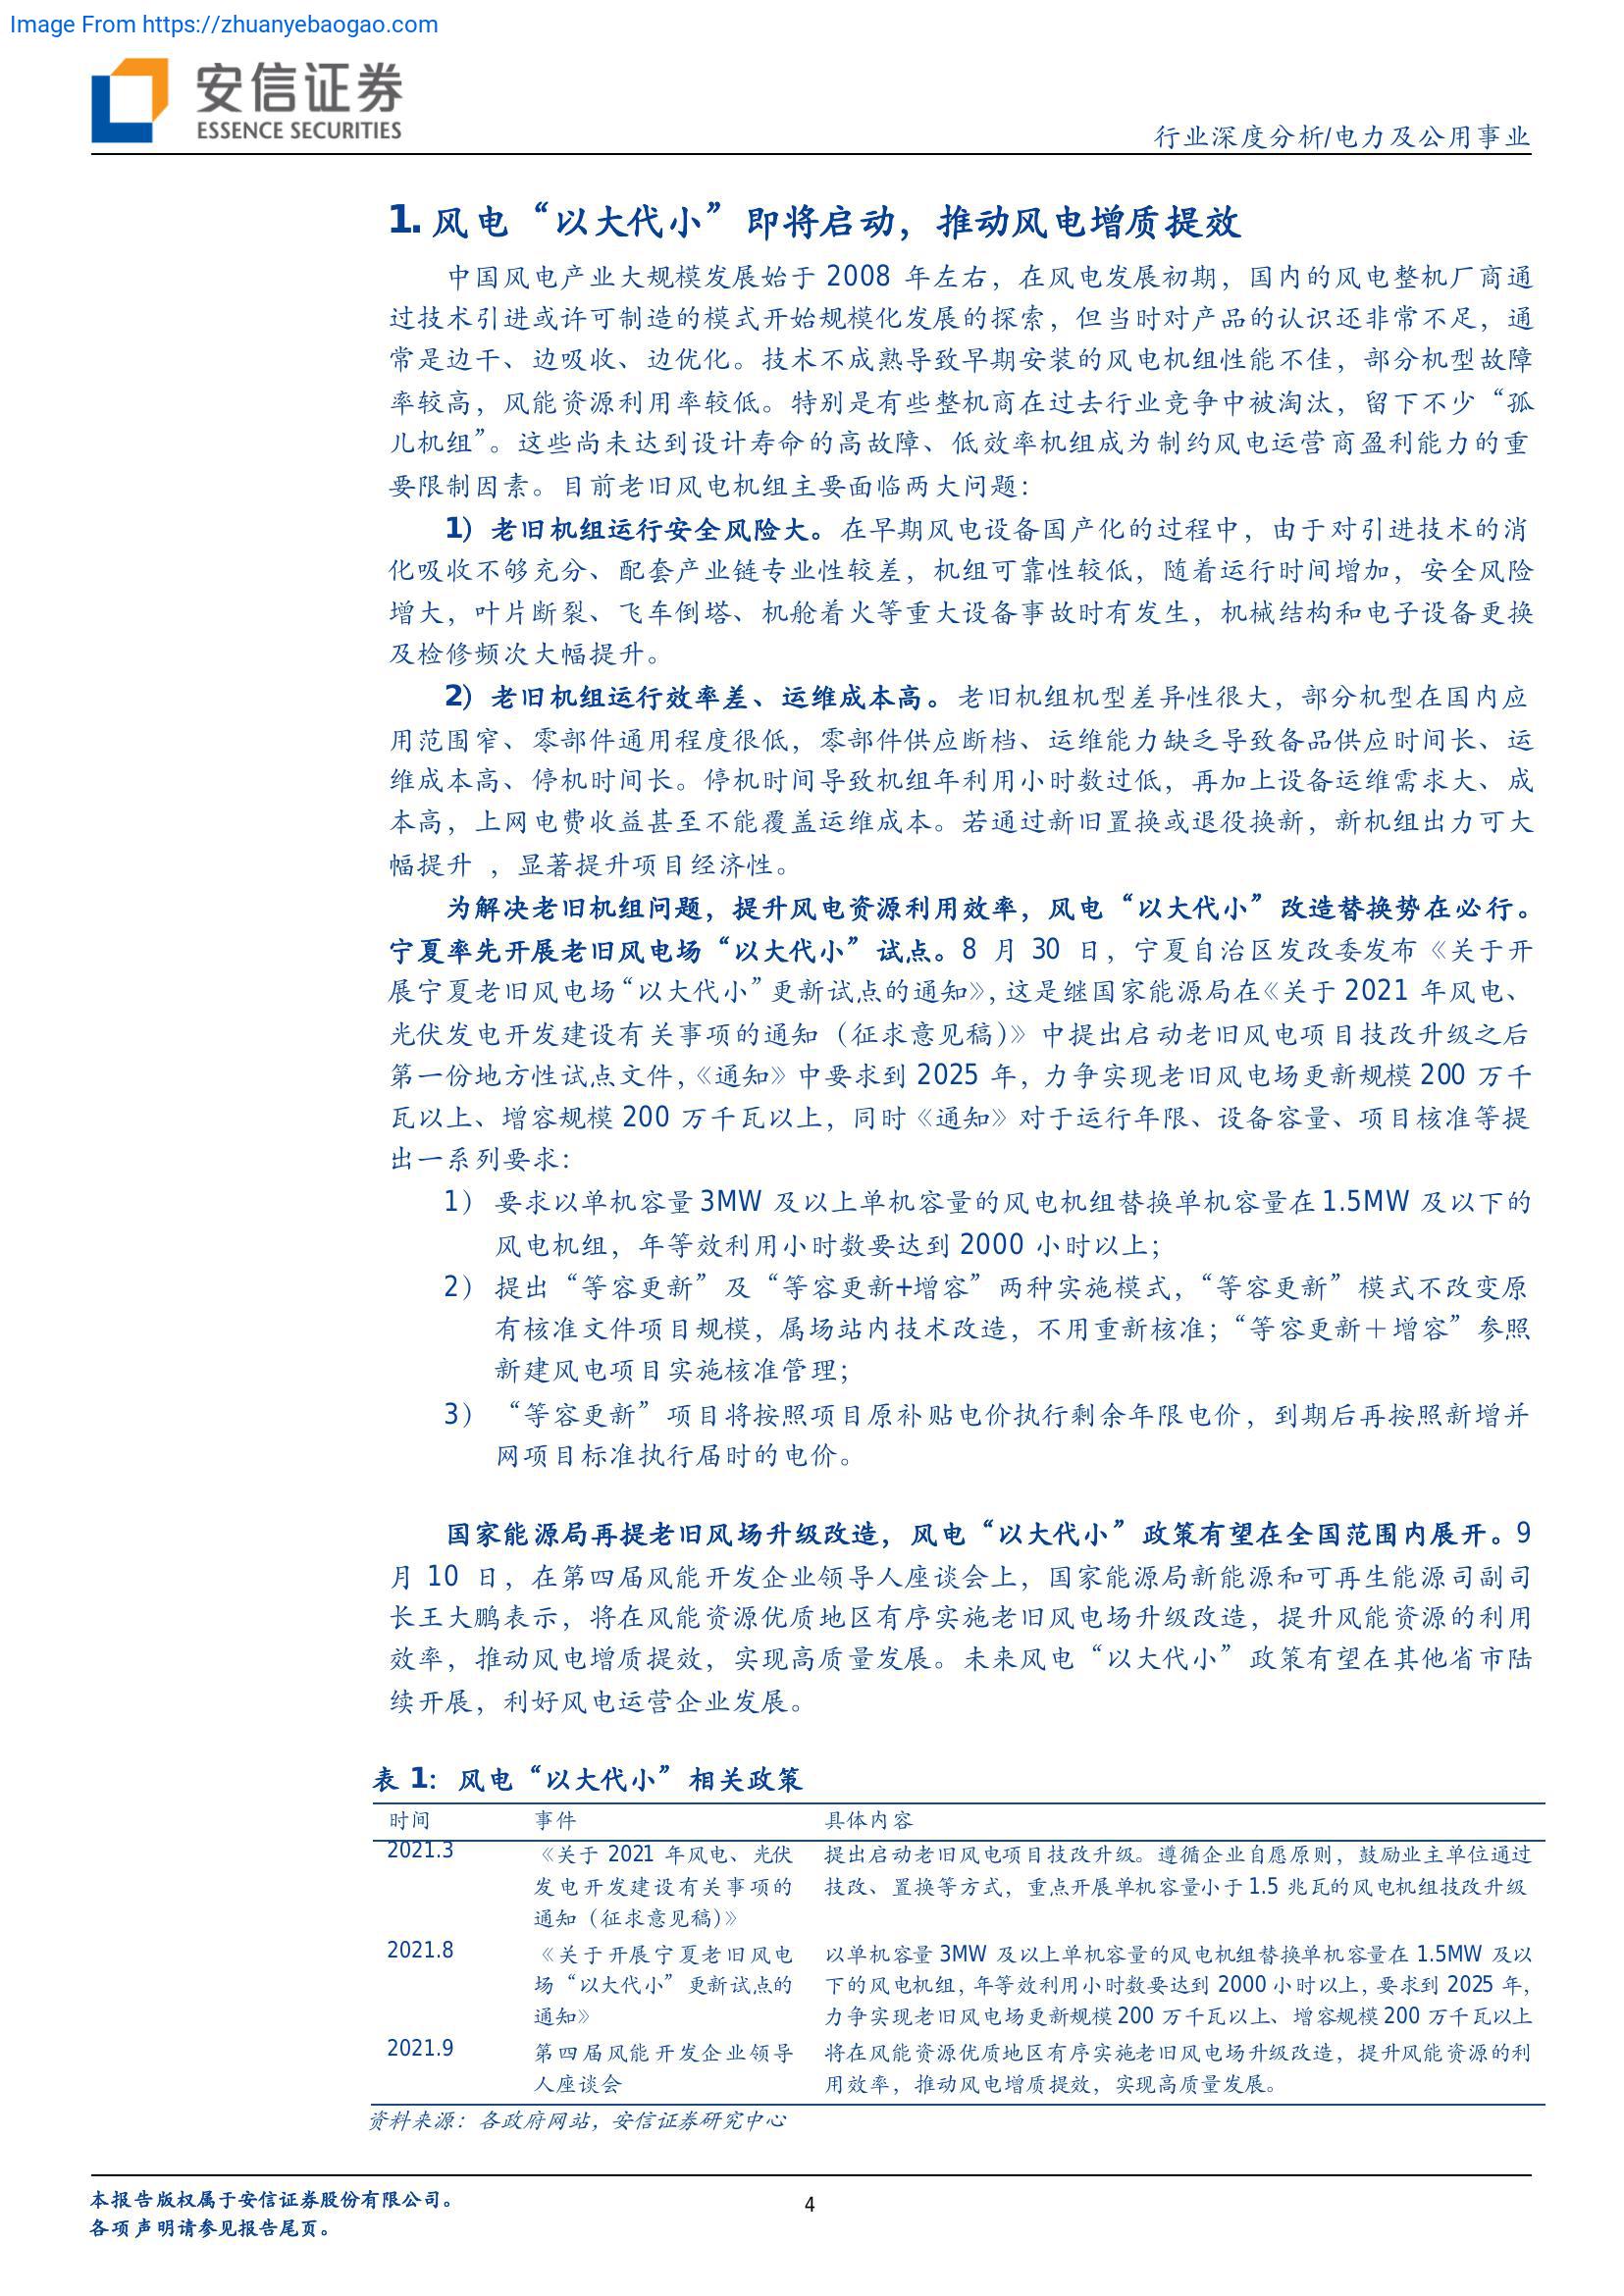 Image From https://zhuanyebaogao.com
安信证券
ESSENCE SECURITIES
行业深度分析/电力及公用事业
1. 风电“以大代小”即将启动，推动风电增质提效
中国风电产业大规模发展始于 2008 年左右，在风电发展初期，国内的风电整机厂商通
过技术引进或许可制造的模式开始规模化发展的探索，但当时对产品的认识还非常不足，通
常是边干、边吸收、边优化。技术不成熟导致早期安装的风电机组性能不佳，部分机型故障
率较高，风能资源利用率较低。特别是有些整机商在过去行业竞争中被淘汰，留下不少“孤
儿机组”。这些尚未达到设计寿命的高故障、低效率机组成为制约风电运营商盈利能力的重
要限制因素。目前老旧风电机组主要面临两大问题：
1）老旧机组运行安全风险大。在早期风电设备国产化的过程中，由于对引进技术的消
化吸收不够充分、配套产业链专业性较差，机组可靠性较低，随着运行时间增加，安全风险
增大，叶片断裂、飞车倒塔、机舱着火等重大设备事故时有发生，机械结构和电子设备更换
及检修频次大幅提升。
2）老旧机组运行效率差、运维成本高。老旧机组机型差异性很大，部分机型在国内应
用范围窄、零部件通用程度很低，零部件供应断档、运维能力缺乏导致备品供应时间长、运
维成本高、停机时间长。停机时间导致机组年利用小时数过低，再加上设备运维需求大、成
本高，上网电费收益甚至不能覆盖运维成本。若通过新旧置换或退役换新，新机组出力可大
幅提升 ，显著提升项目经济性。
为解决老旧机组问题，提升风电资源利用效率，风电“以大代小”改造替换势在必行。
宁夏率先开展老旧风电场“以大代小”试点。8 月 30 日，宁夏自治区发改委发布《关于开
展宁夏老旧风电场“以大代小”更新试点的通知》，这是继国家能源局在《关于 2021 年风电、
光伏发电开发建设有关事项的通知（征求意见稿）》中提出启动老旧风电项目技改升级之后
第一份地方性试点文件，《通知》中要求到 2025 年，力争实现老旧风电场更新规模 200 万千
瓦以上、增容规模 200 万千瓦以上，同时《通知》对于运行年限、设备容量、项目核准等提
出一系列要求：
1） 要求以单机容量 3MW 及以上单机容量的风电机组替换单机容量在 1.5MW 及以下的
风电机组，年等效利用小时数要达到 2000 小时以上；
2） 提出“等容更新”及“等容更新+增容”两种实施模式，“等容更新”模式不改变原
有核准文件项目规模，属场站内技术改造，不用重新核准；“等容更新＋增容”参照
新建风电项目实施核准管理；
3） “等容更新”项目将按照项目原补贴电价执行剩余年限电价，到期后再按照新增并
网项目标准执行届时的电价。
国家能源局再提老旧风场升级改造，风电“以大代小”政策有望在全国范围内展开。9
月 10 日，在第四届风能开发企业领导人座谈会上，国家能源局新能源和可再生能源司副司
长王大鹏表示，将在风能资源优质地区有序实施老旧风电场升级改造，提升风能资源的利用
效率，推动风电增质提效，实现高质量发展。未来风电“以大代小”政策有望在其他省市陆
续开展，利好风电运营企业发展。
表 1：风电“以大代小”相关政策
时间 事件 具体内容
2021.3 《关于 2021 年风电、光伏 提出启动老旧风电项目技改升级。遵循企业自愿原则，鼓励业主单位通过
发电开发建设有关事项的 技改、置换等方式，重点开展单机容量小于 1.5 兆瓦的风电机组技改升级
通知（征求意见稿）》
2021.8 《关于开展宁夏老旧风电 以单机容量 3MW 及以上单机容量的风电机组替换单机容量在 1.5MW 及以
场“以大代小”更新试点的 下的风电机组，年等效利用小时数要达到 2000 小时以上，要求到 2025 年，
通知》 力争实现老旧风电场更新规模 200 万千瓦以上、增容规模 200 万千瓦以上
2021.9 第四届风能开发企业领导 将在风能资源优质地区有序实施老旧风电场升级改造，提升风能资源的利
人座谈会 用效率，推动风电增质提效，实现高质量发展。
资料来源：各政府网站，安信证券研究中心
本报告版权属于安信证券股份有限公司。
4
各项声明请参见报告尾页。